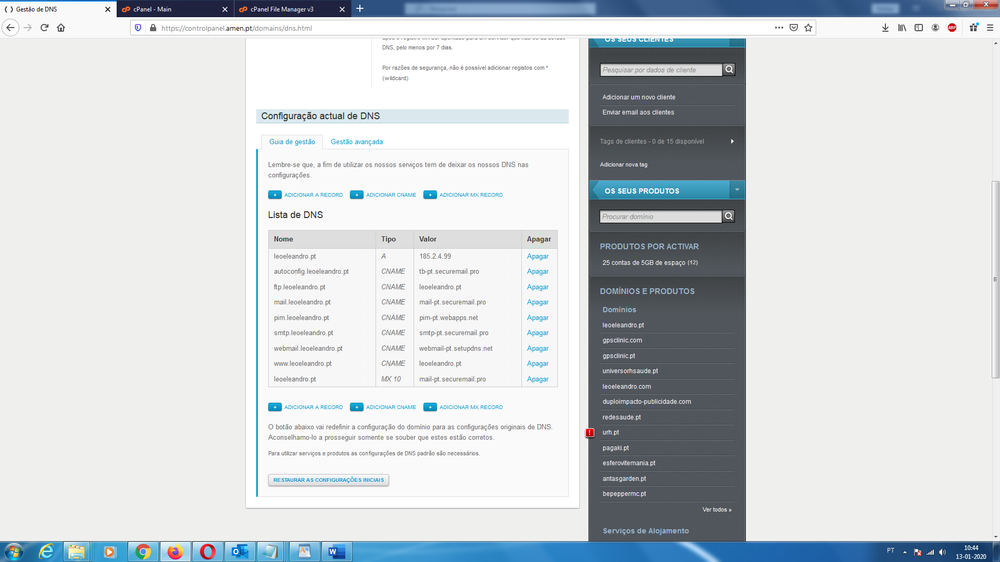 Gestão de DNS
cPanel - Main
cPanel File Manager v3
https://controlpanel.amen.pt/domains/dns.html
ABP
DNS, pelo menos por 7 dias.
Por razões de segurança, não é possível adicionar registos com *
(wildcard)
Configuração actual de DNS
Guia de gestão
Gestão avançada
Lembre-se que, a fim de utilizar os nossos serviços tem de deixar os nossos DNS nas
configurações.
+ ADICIONAR A RECORD + ADICIONAR CNAME + ADICIONAR MX RECORD
Lista de DNS
Nome Tipo Valor Apagar
leoeleandro.pt A 185.2.4.99 Apagar
autoconfig.leoeleandro.pt CNAME tb-pt.securemail.pro Apagar
ftp.leoeleandro.pt CNAME leoeleandro.pt Apagar
mail.leoeleandro.pt CNAME mail-pt.securemail.pro Apagar
pim.leoeleandro.pt CNAME pim-pt.webapps.net Apagar
smtp.leoeleandro.pt CNAME smtp-pt.securemail.pro Apagar
webmail.leoeleandro.pt CNAME webmail-pt.setupdns.net Apagar
www.leoeleandro.pt CNAME leoeleandro.pt Apagar
leoeleandro.pt MX 10 mail-pt.securemail.pro Apagar
+ ADICIONAR A RECORD + ADICIONAR CNAME + ADICIONAR MX RECORD
O botão abaixo vai redefinir a configuração do domínio para as configurações originais de DNS.
Aconselhamo-lo a prosseguir somente se souber que estes estão corretos.
Para utilizar serviços e produtos as configurações de DNS padrão são necessários.
RESTAURAR AS CONFIGURAÇÕES INICIAIS
OS SEUS CLIENTES
Pesquisar por dados de cliente
Adicionar um novo cliente
Enviar email aos clientes
Tags de clientes - 0 de 15 disponível
Adicionar nova tag
OS SEUS PRODUTOS
Procurar domínio
PRODUTOS POR ACTIVAR
25 contas de 5GB de espaço (12)
DOMÍNIOS E PRODUTOS
Domínios
leoeleandro.pt
gpsclinic.com
gpsclinic.pt
universorhsaude.pt
leoeleandro.com
duploimpacto-publicidade.com
redesaude.pt
! urh.pt
pagaki.pt
esferovitemania.pt
antasgarden.pt
bepeppermc.pt
Ver todos »
Serviços de Alojamento
PT
10:44
13-01-2020